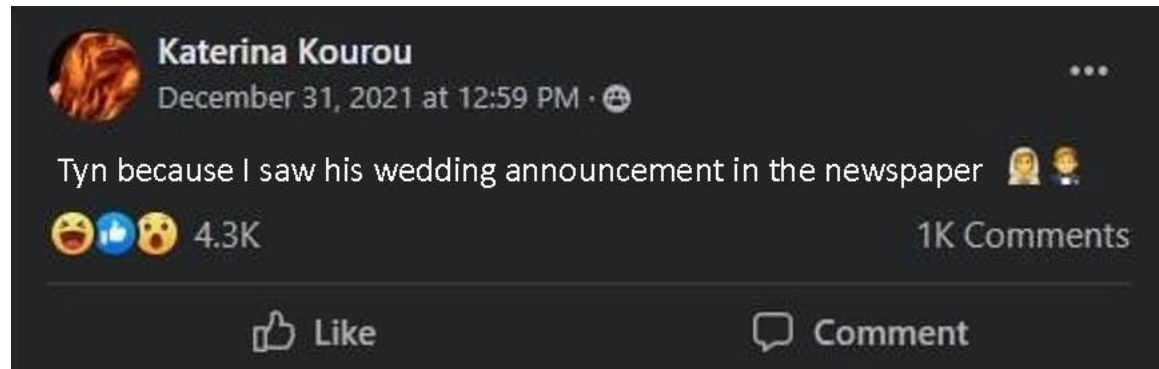 Katerina Kourou
December 31, 2021 at 12:59 PM ·
Tyn because I saw his wedding announcement in the newspaper 👰🤵
4.3K 1K Comments
Like Comment